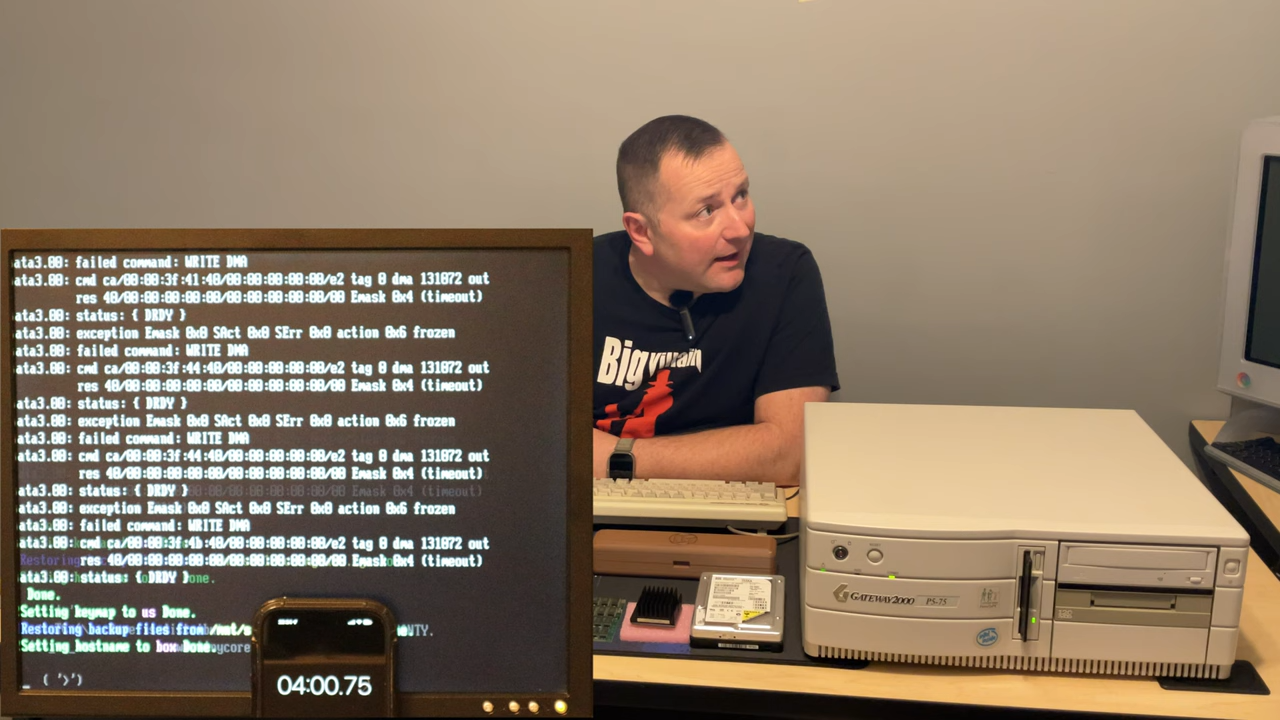 ata3.00: failed command: WRITE DMA
ata3.00: cmd ca/00:00:3f:41:40/00:00:00:00:00/e2 tag 0 dma 131072 out
res 40/00:00:00:00:00/00:00:00:00:00/00 Emask 0x4 (timeout)
ata3.00: status: { DRDY }
ata3.00: exception Emask 0x0 SAct 0x0 SErr 0x0 action 0x6 frozen
ata3.00: failed command: WRITE DMA
ata3.00: cmd ca/00:00:3f:44:40/00:00:00:00:00/e2 tag 0 dma 131072 out
res 40/00:00:00:00:00/00:00:00:00:00/00 Emask 0x4 (timeout)
ata3.00: status: { DRDY }
ata3.00: exception Emask 0x0 SAct 0x0 SErr 0x0 action 0x6 frozen
ata3.00: failed command: WRITE DMA
ata3.00: cmd ca/00:00:3f:44:40/00:00:00:00:00/e2 tag 0 dma 131072 out
res 40/00:00:00:00:00/00:00:00:00:00/00 Emask 0x4 (timeout)
ata3.00: status: { DRDY }
ata3.00: exception Emask 0x0 SAct 0x0 SErr 0x0 action 0x6 frozen
ata3.00: failed command: WRITE DMA
ata3.00: cmd ca/00:00:3f:4b:40/00:00:00:00:00/e2 tag 0 dma 131072 out
res 40/00:00:00:00:00/00:00:00:00:00/00 Emask 0x4 (timeout)
ata3.00: status: { DRDY }
Done.
Setting keymap to us Done.
Restoring backup files from
Setting hostname to box Done.
( '>')
04:00.75
Big Villain
GATEWAY2000 P5-75